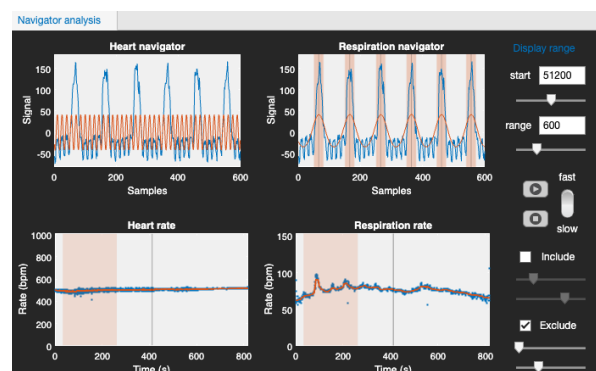 Navigator analysis
Heart navigator
Signal
150
100
50
0
-50
0 200 400 600
Samples
Respiration navigator
Signal
150
100
50
0
-50
0 200 400 600
Samples
Display range
start 51200
range 600
fast
slow
Include
Exclude
Heart rate
Rate (bpm)
1000
800
600
400
200
0
0 200 400 600 800
Time (s)
Respiration rate
Rate (bpm)
150
100
50
0
0 200 400 600 800
Time (s)